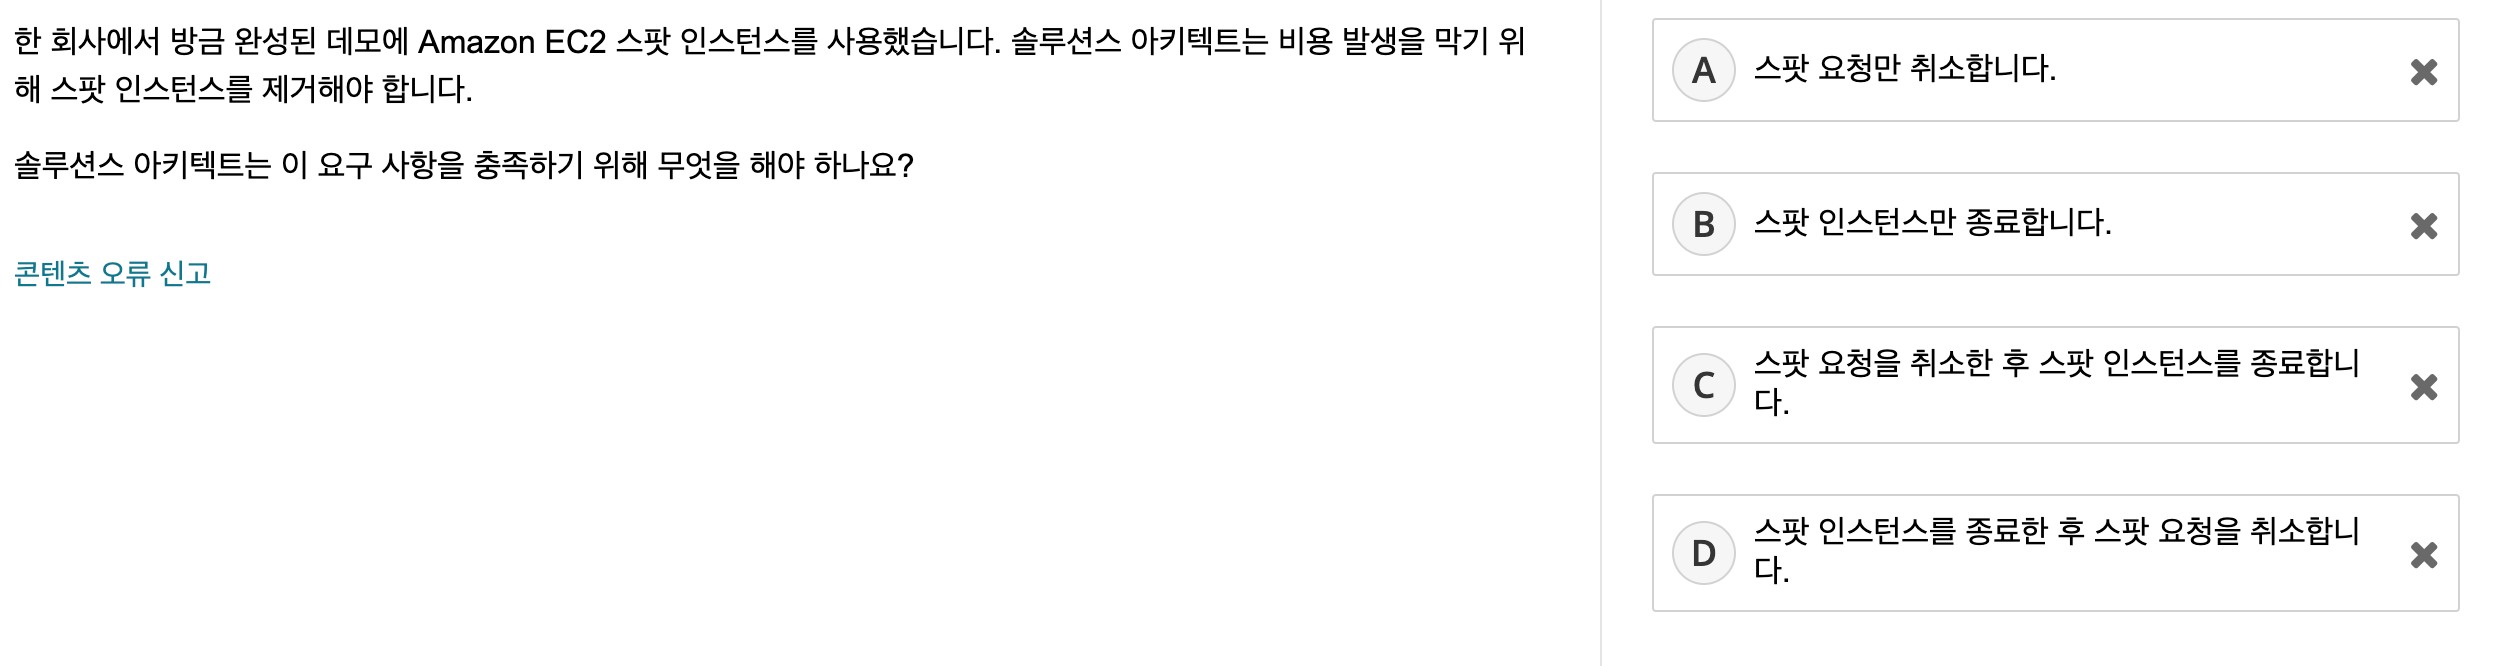 한 회사에서 방금 완성된 데모에서 Amazon EC2 스팟 인스턴스를 사용했습니다. 솔루션스 아키텍트는 비용 발생을 막기 위
해 스팟 인스턴스를 제거해야 합니다.
솔루션스 아키텍트는 이 요구 사항을 충족하기 위해 무엇을 해야 하나요?
콘텐츠 오류 신고
A 스팟 요청만 취소합니다.
B 스팟 인스턴스만 종료합니다.
C 스팟 요청을 취소한 후 스팟 인스턴스를 종료합니
다.
D 스팟 인스턴스를 종료한 후 스팟 요청을 취소합니
다.